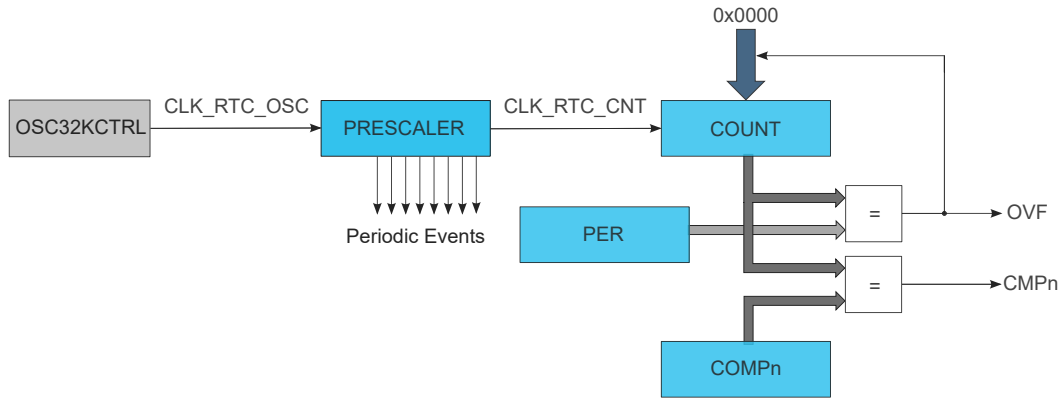 0x0000
OSC32KCTRL
CLK_RTC_OSC
PRESCALER
CLK_RTC_CNT
COUNT
Periodic Events
PER
=
OVF
=
CMPn
COMPn